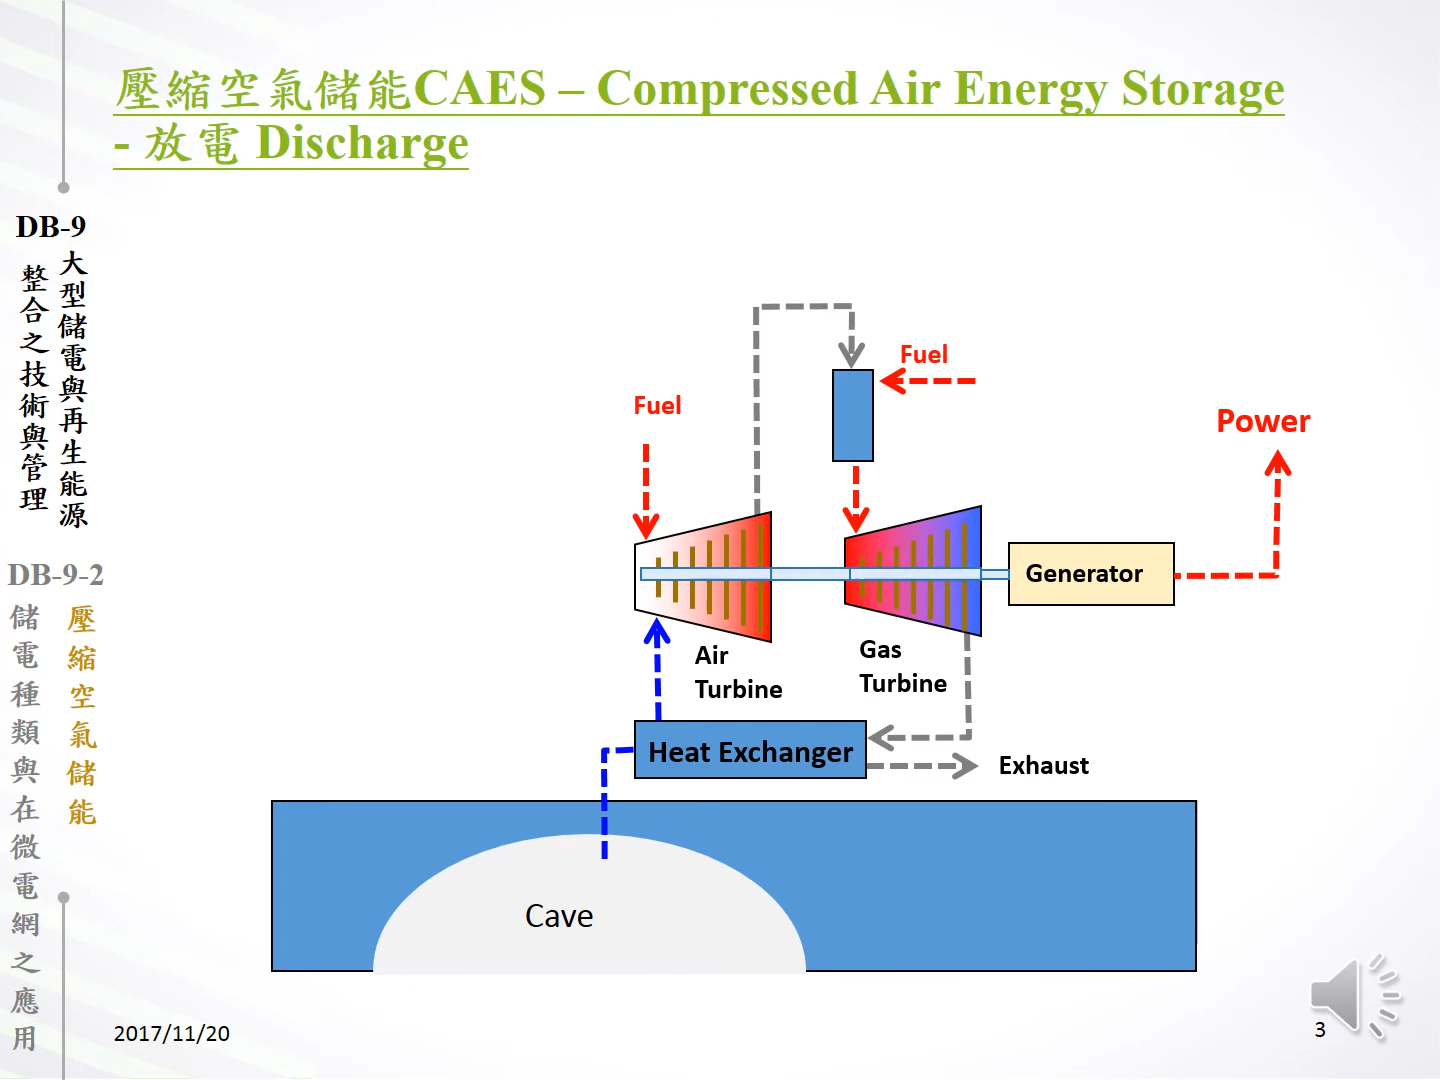 壓縮空氣儲能CAES – Compressed Air Energy Storage
- 放電 Discharge
DB-9
大型儲電與再生能源
整合之技術與管理
DB-9-2
壓縮空氣儲能
儲電種類與在微電網之應用
Fuel
Fuel
Power
Generator
Air
Turbine
Gas
Turbine
Heat Exchanger
Exhaust
Cave
2017/11/20
3